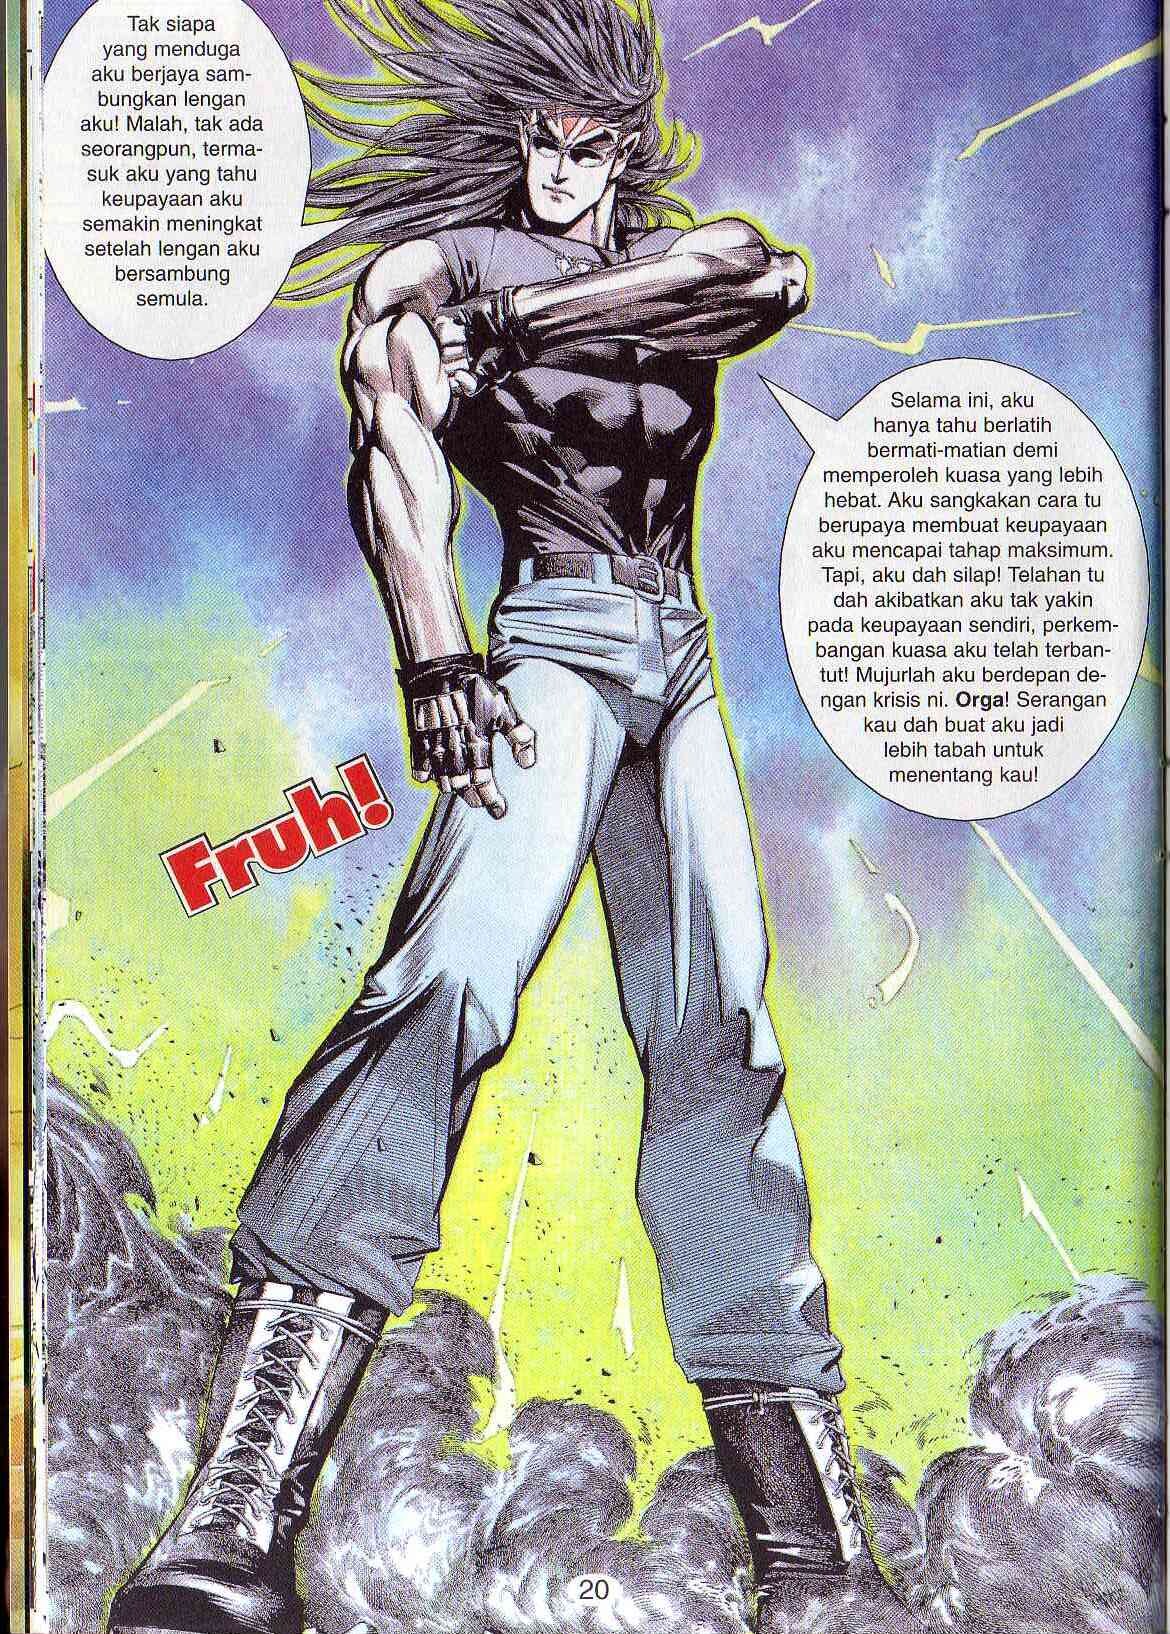 Tak siapa
yang menduga
aku berjaya sam-
bungkan lengan
aku! Malah, tak ada
seorangpun, terma-
suk aku yang tahu
keupayaan aku
semakin meningkat
setelah lengan aku
bersambung
semula.
Selama ini, aku
hanya tahu berlatih
bermati-matian demi
memperoleh kuasa yang lebih
hebat. Aku sangkakan cara tu
berupaya membuat keupayaan
aku mencapai tahap maksimum.
Tapi, aku dah silap! Telahan tu
dah akibatkan aku tak yakin
pada keupayaan sendiri, perkem-
bangan kuasa aku telah terban-
tut! Mujurlah aku berdepan de-
ngan krisis ni. Orga! Serangan
kau dah buat aku jadi
lebih tabah untuk
menentang kau!
Fruh!
20